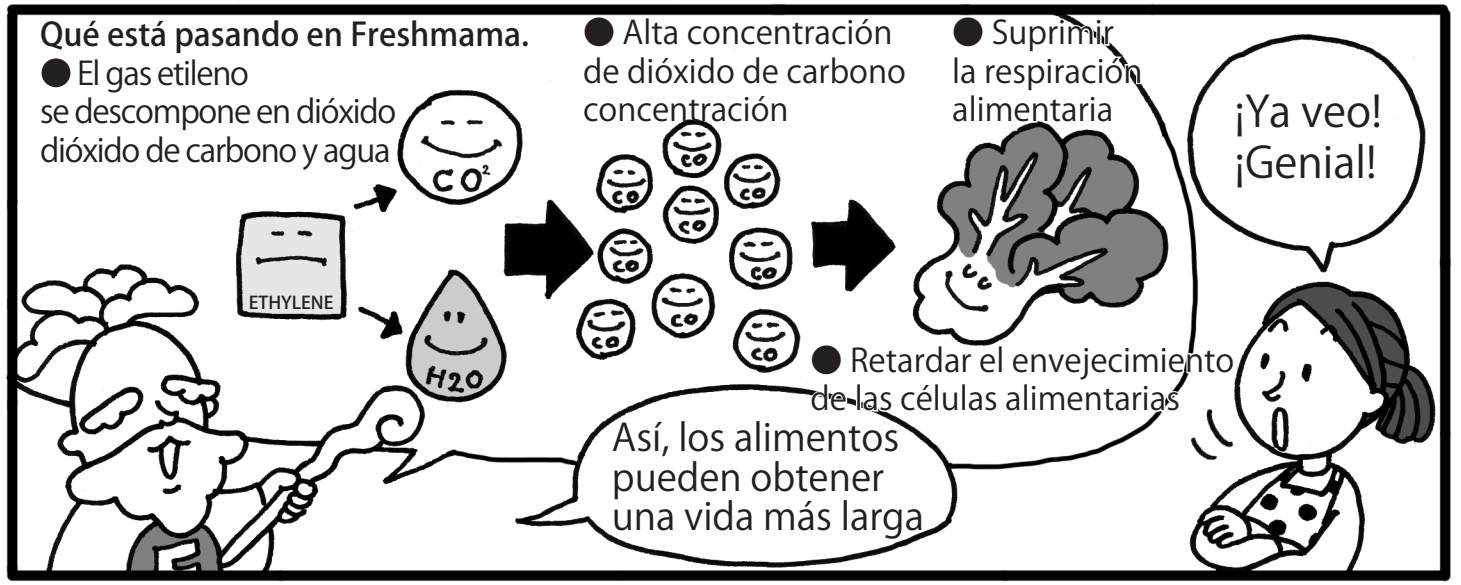 Qué está pasando en Freshmama.
● El gas etileno
se descompone en dióxido
dióxido de carbono y agua
CO²
ETHYLENE
H2O
● Alta concentración
de dióxido de carbono
concentración
CO
CO
CO
CO
CO
CO
CO
CO
CO
● Suprimir
la respiración
alimentaria
● Retardar el envejecimiento
de las células alimentarias
Así, los alimentos
pueden obtener
una vida más larga
¡Ya veo!
¡Genial!
F